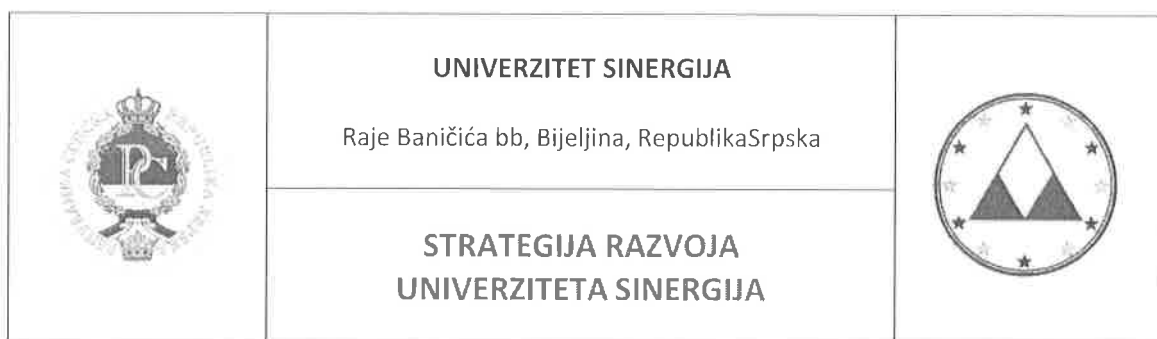 UNIVERZITET SINERGIJA
Raje Baničića bb, Bijeljina, RepublikaSrpska
STRATEGIJA RAZVOJA
UNIVERZITETA SINERGIJA